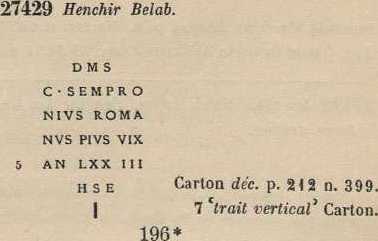 27429 Henchir Belab.
D M S
C · SEMPRO
NIVS ROMA
NVS PIVS VIX
5 AN LXX III
H S E
|
Carton déc. p. 212 n. 399.
7 'trait vertical' Carton.
196*